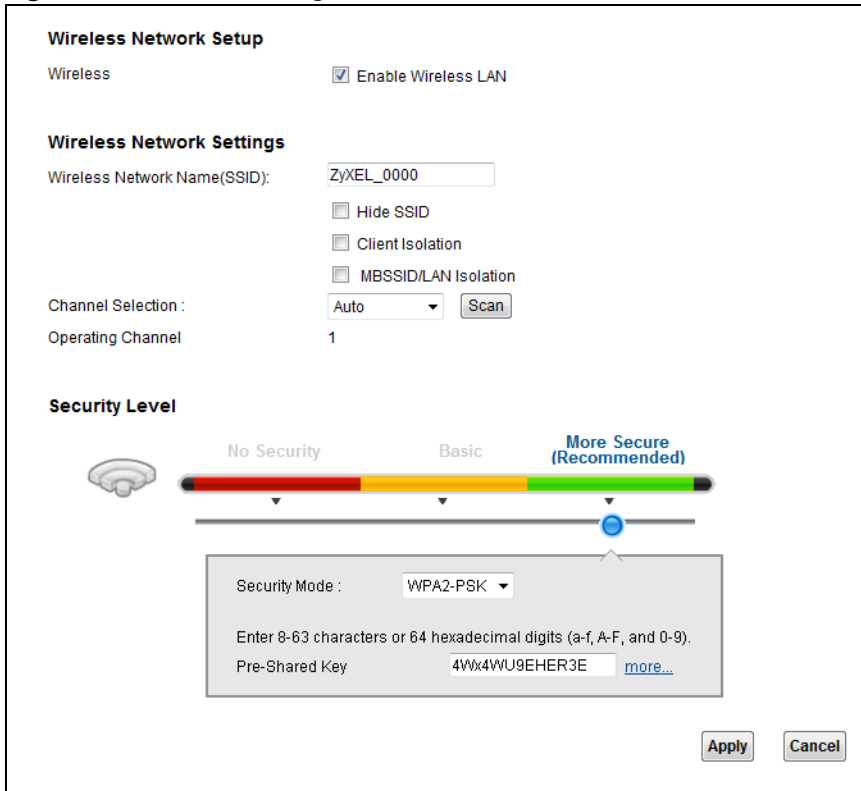 Wireless Network Setup
Wireless
Enable Wireless LAN
Wireless Network Settings
Wireless Network Name(SSID):
ZyXEL_0000
Hide SSID
Client Isolation
MBSSID/LAN Isolation
Channel Selection :
Auto
Scan
Operating Channel
1
Security Level
No Security
Basic
More Secure
(Recommended)
Security Mode :
WPA2-PSK
Enter 8-63 characters or 64 hexadecimal digits (a-f, A-F, and 0-9).
Pre-Shared Key
4Wx4WU9EHER3E
more...
Apply
Cancel